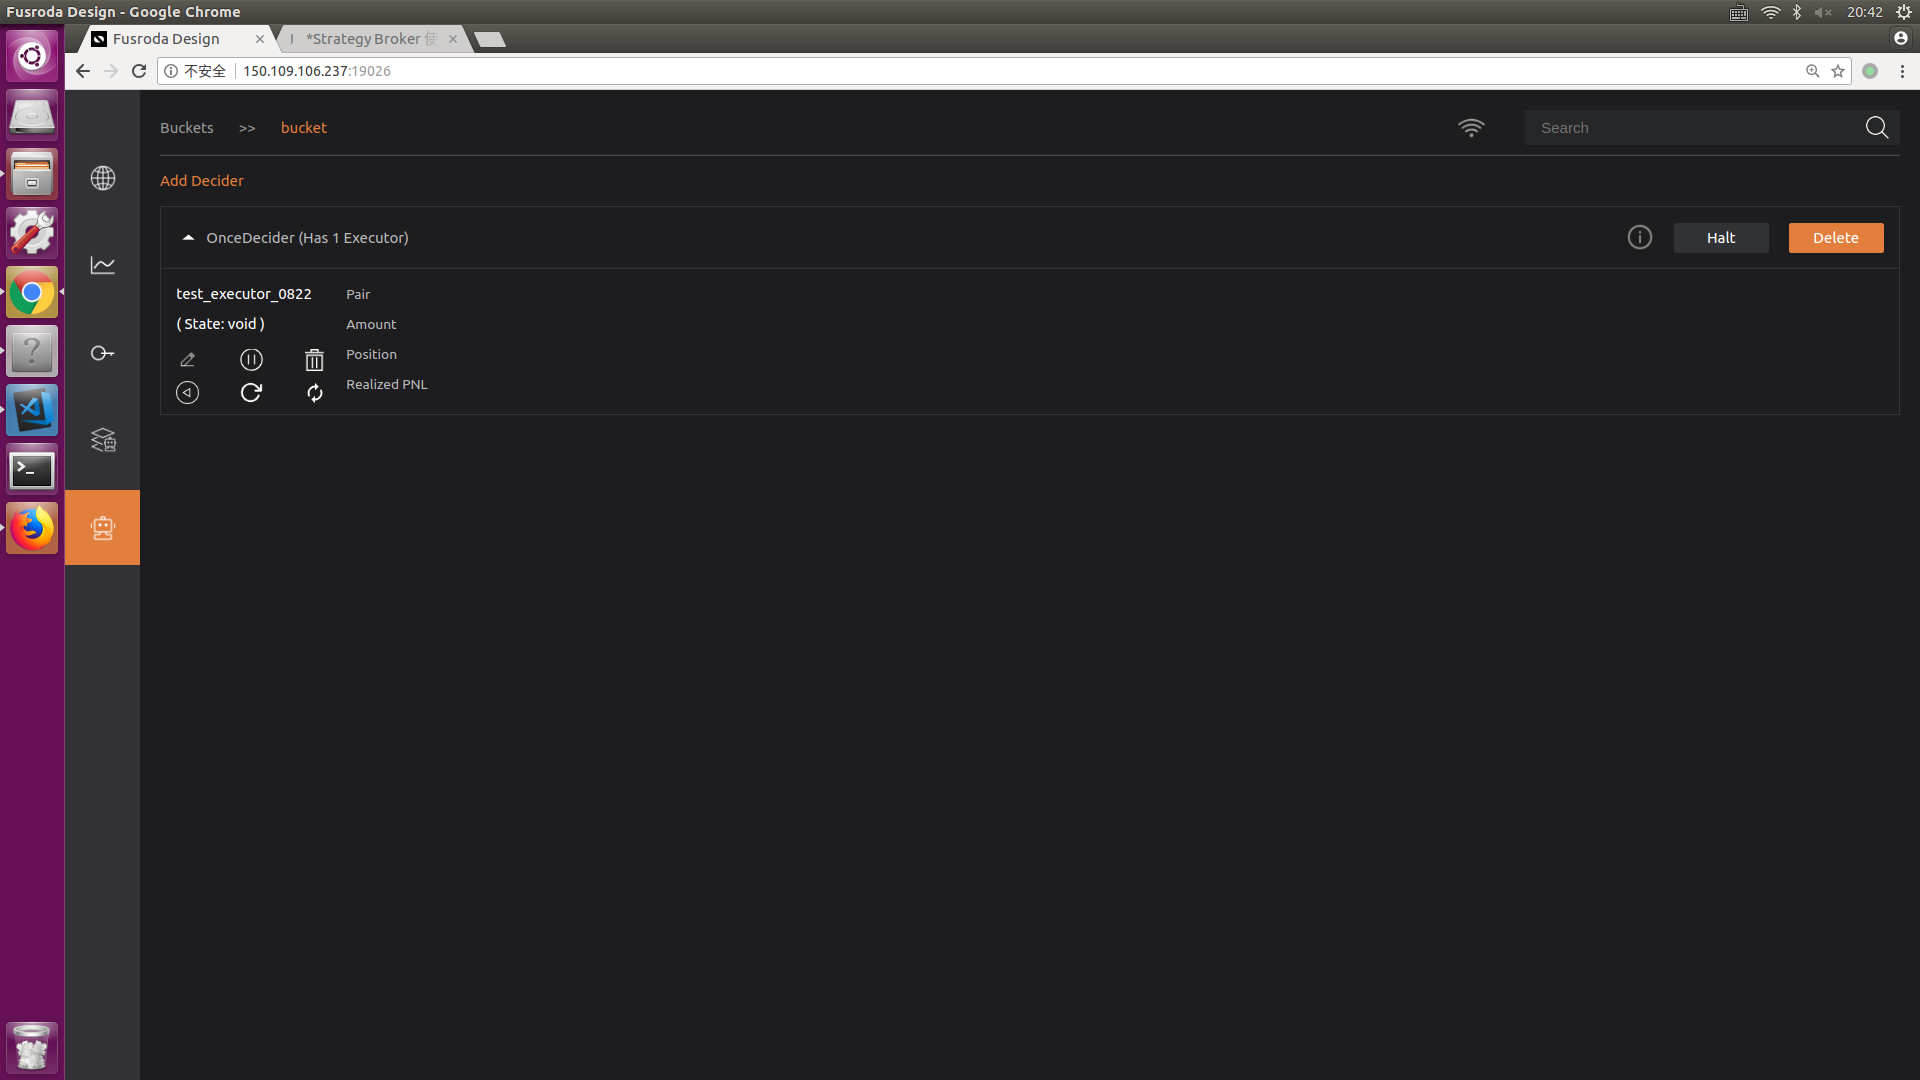 Fusroda Design - Google Chrome
20:42
Fusroda Design
*Strategy Broker 使
不安全
150.109.106.237:19026
Buckets >> bucket
Search
Add Decider
OnceDecider (Has 1 Executor)
Halt
Delete
test_executor_0822
Pair
( State: void )
Amount
Position
Realized PNL